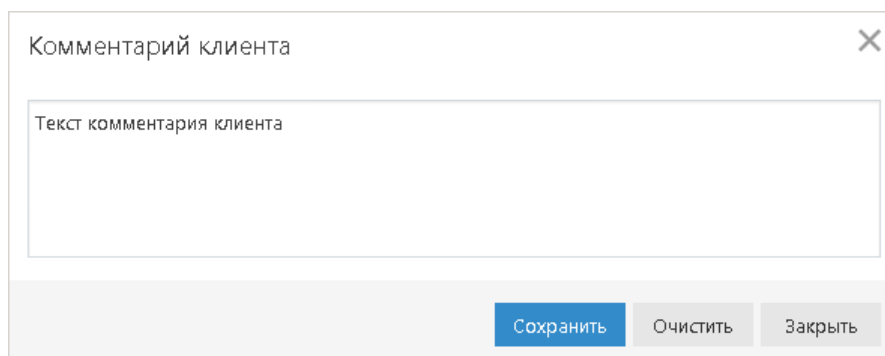 Комментарий клиента
Текст комментария клиента
Сохранить Очистить Закрыть